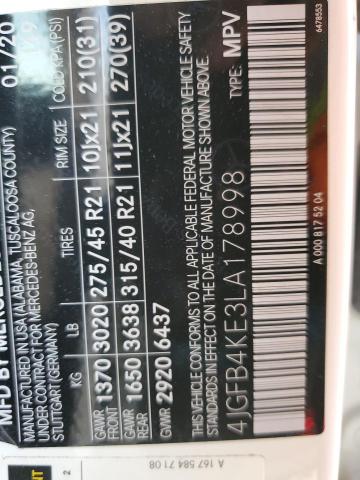 MFD BY MERCEDE
01/20
MANUFACTURED IN USA (ALABAMA, TUSCALOOSA COUNTY)
UNDER CONTRACT FOR MERCEDES-BENZ AG,
STUTTGART (GERMANY)
KG LB TIRES RIM SIZE COLD KPA (PSI)
GAWR FRONT 1370 3020 275/45 R21 10Jx21 210(31)
GAWR REAR 1650 3638 315/40 R21 11Jx21 270(39)
GVWR 2920 6437
THIS VEHICLE CONFORMS TO ALL APPLICABLE FEDERAL MOTOR VEHICLE SAFETY
STANDARDS IN EFFECT ON THE DATE OF MANUFACTURE SHOWN ABOVE.
4JGFB4KE3LA178998 TYPE: MPV
A 000 817 52 04
6478553
2
A 167 584 71 08